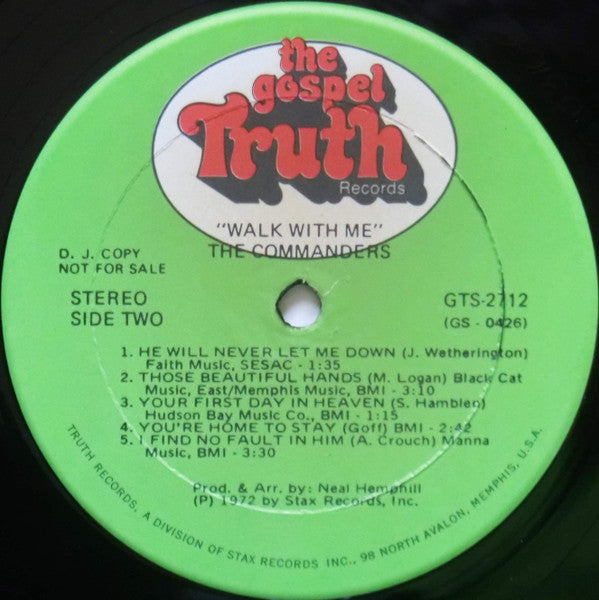 the
gospel
Truth
Records
"WALK WITH ME"
THE COMMANDERS
D. J. COPY
NOT FOR SALE
STEREO
SIDE TWO
GTS-2712
(GS - 0426)
1. HE WILL NEVER LET ME DOWN (J. Wetherington)
Faith Music, SESAC - 1:35
2. THOSE BEAUTIFUL HANDS (M. Logan) Black Cat
Music, East/Memphis Music, BMI - 3:10
3. YOUR FIRST DAY IN HEAVEN (S. Hamblen)
Hudson Bay Music Co., BMI - 1:15
4. YOU'RE HOME TO STAY (Goff) BMI - 2:42
5. I FIND NO FAULT IN HIM (A. Crouch) Manna
Music, BMI - 3:30
Prod. & Arr. by: Neal Hemphill
(P) 1972 by Stax Records, Inc.
TRUTH RECORDS, A DIVISION OF STAX RECORDS INC., 98 NORTH AVALON, MEMPHIS, U.S.A.